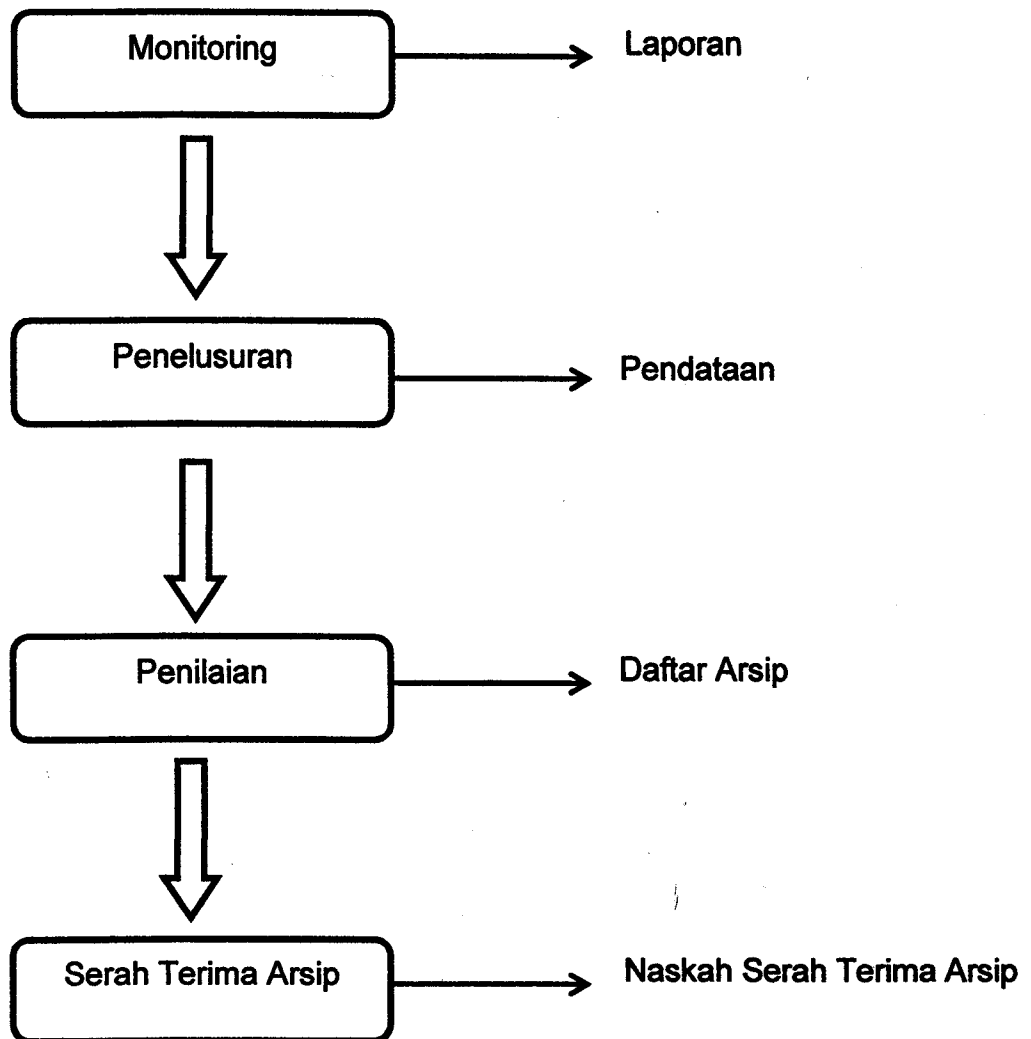 Monitoring
Laporan
Penelusuran
Pendataan
Penilaian
Daftar Arsip
Serah Terima Arsip
Naskah Serah Terima Arsip